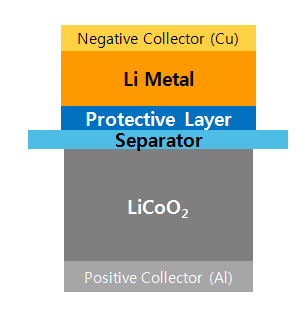 Negative Collector (Cu)
Li Metal
Protective Layer
Separator
LiCoO₂
Positive Collector (Al)